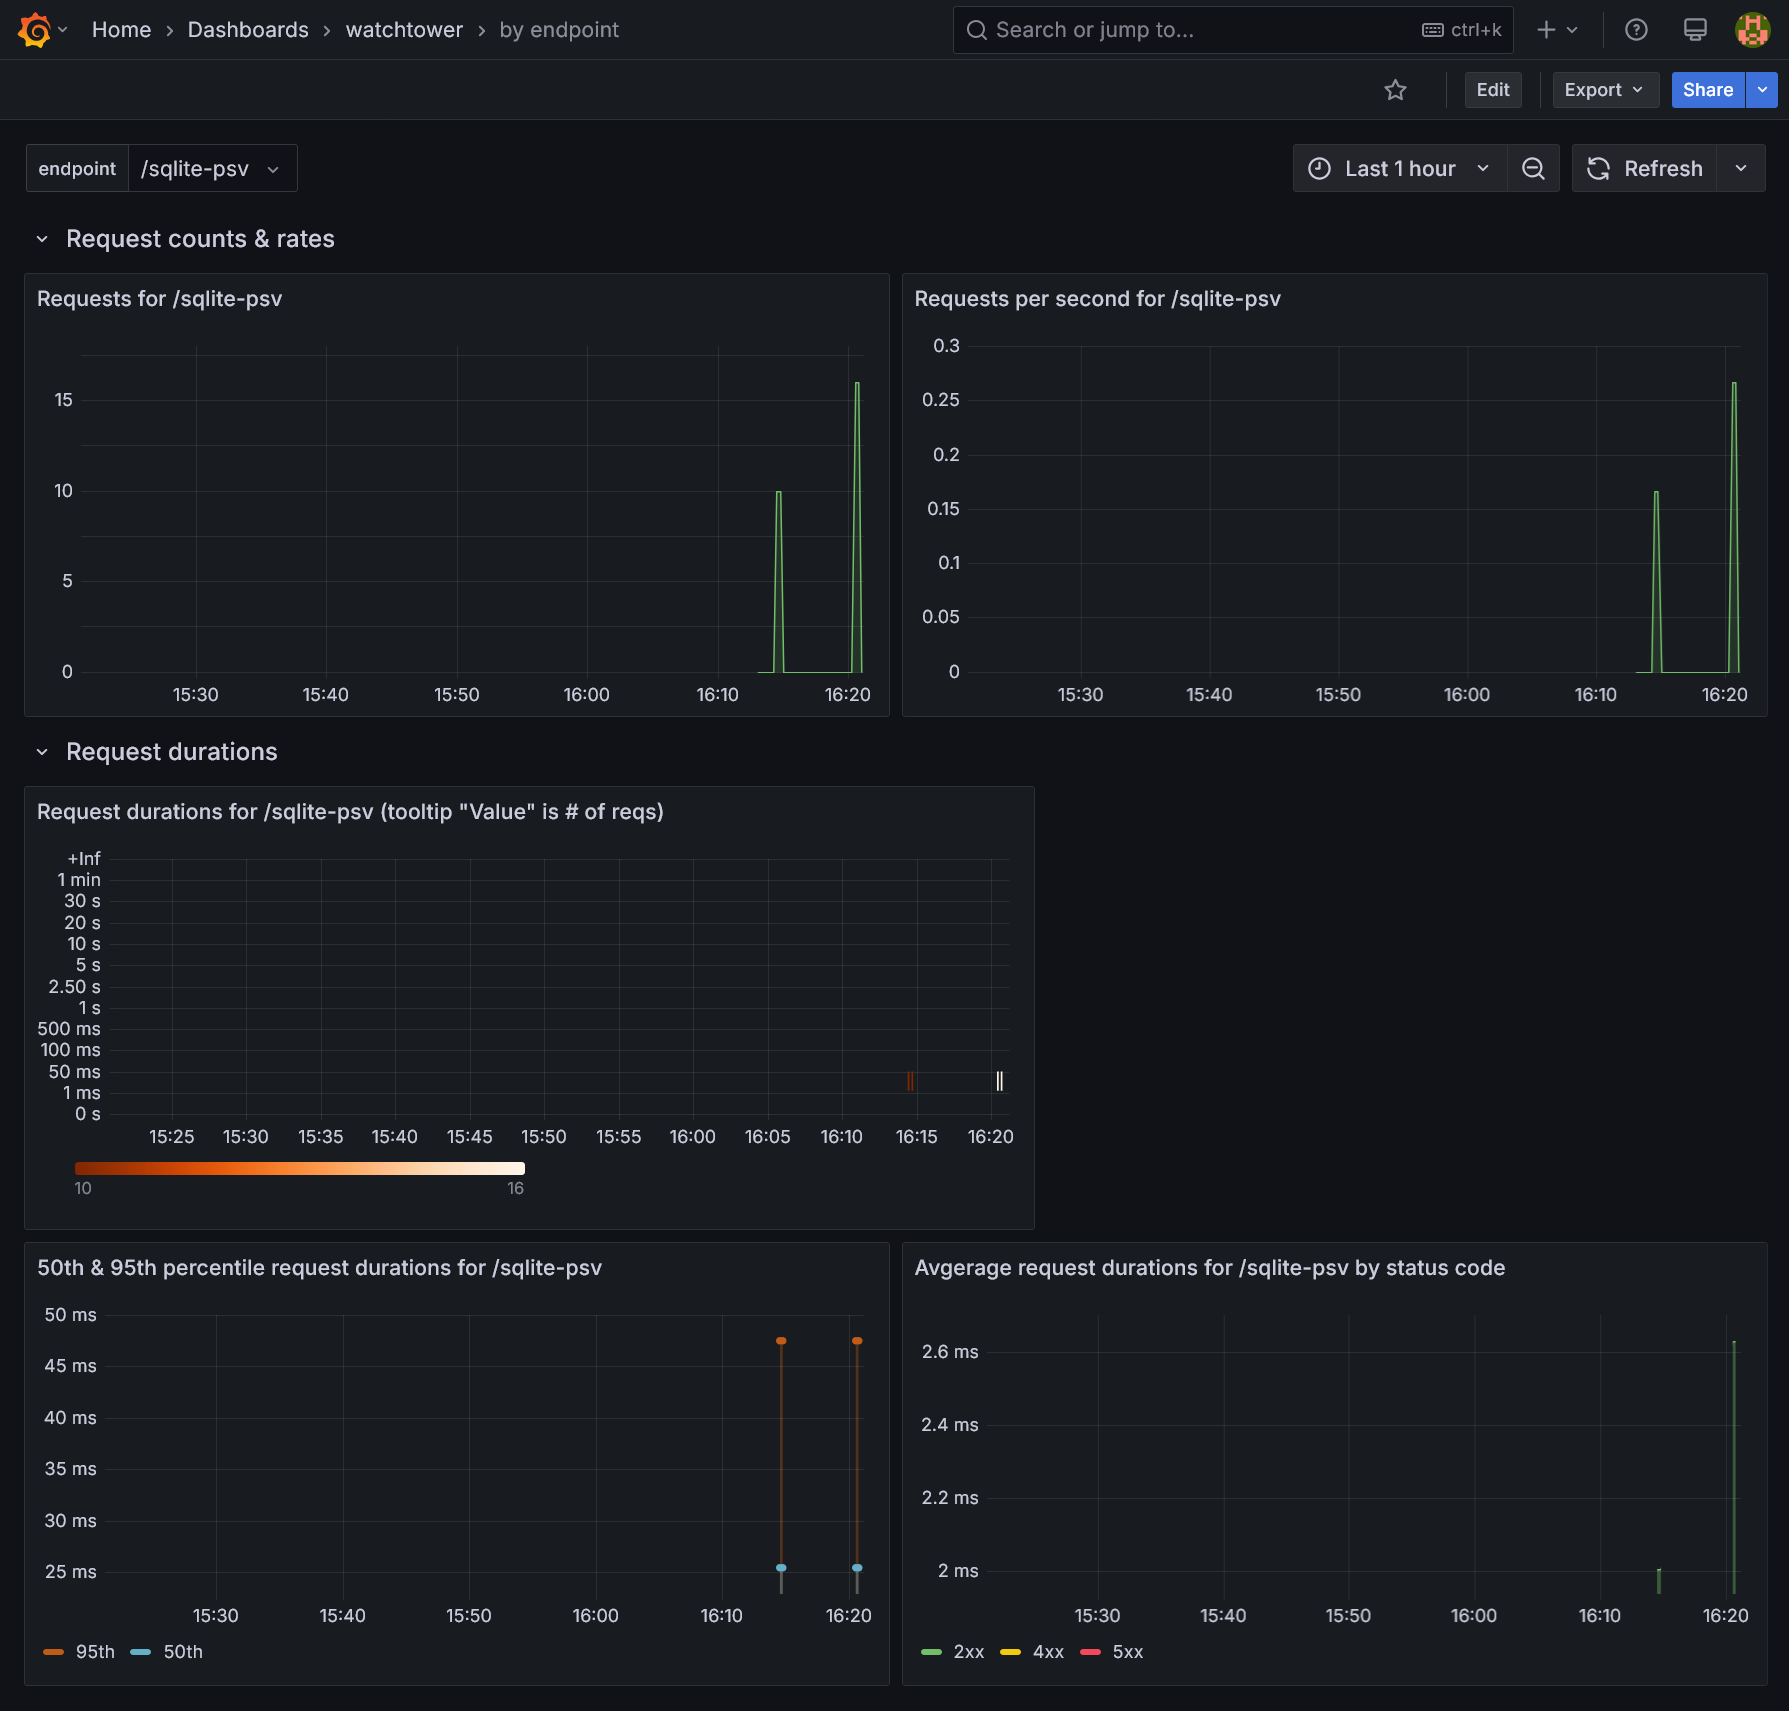 Home › Dashboards › watchtower › by endpoint
Search or jump to... ctrl+k
Edit Export Share
endpoint /sqlite-psv
Last 1 hour Refresh
Request counts & rates
Requests for /sqlite-psv
15
10
5
0
15:30 15:40 15:50 16:00 16:10 16:20
Requests per second for /sqlite-psv
0.3
0.25
0.2
0.15
0.1
0.05
0
15:30 15:40 15:50 16:00 16:10 16:20
Request durations
Request durations for /sqlite-psv (tooltip "Value" is # of reqs)
+Inf
1 min
30 s
20 s
10 s
5 s
2.50 s
1 s
500 ms
100 ms
50 ms
1 ms
0 s
15:25 15:30 15:35 15:40 15:45 15:50 15:55 16:00 16:05 16:10 16:15 16:20
10 16
50th & 95th percentile request durations for /sqlite-psv
50 ms
45 ms
40 ms
35 ms
30 ms
25 ms
15:30 15:40 15:50 16:00 16:10 16:20
95th 50th
Avgerage request durations for /sqlite-psv by status code
2.6 ms
2.4 ms
2.2 ms
2 ms
15:30 15:40 15:50 16:00 16:10 16:20
2xx 4xx 5xx